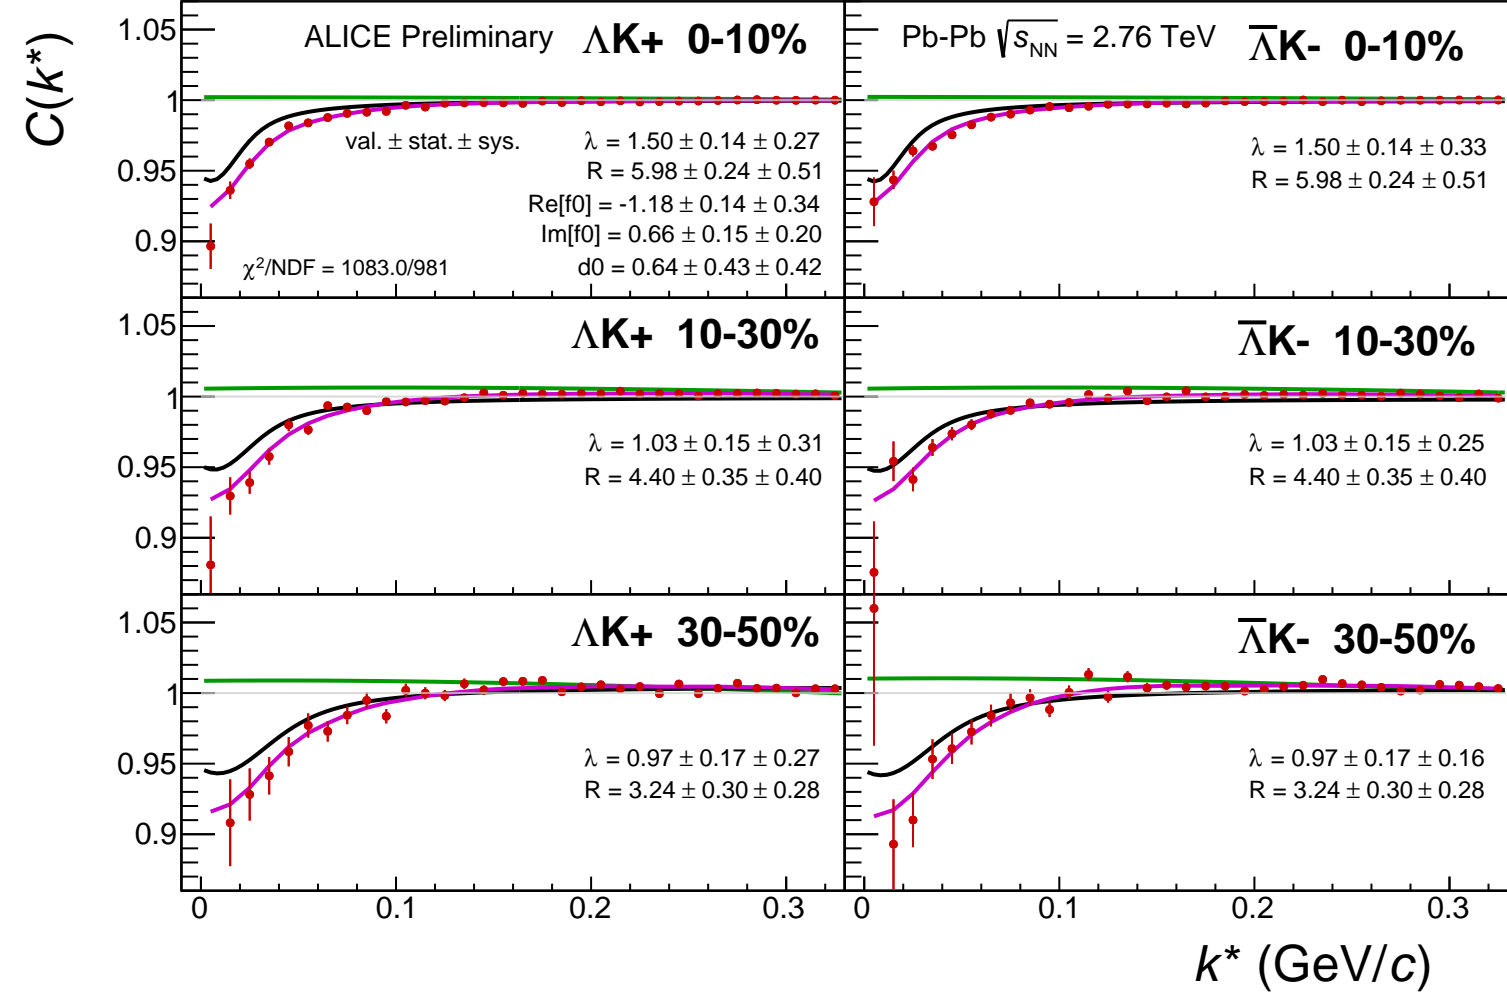 C(k*)
ALICE Preliminary ΛK+ 0-10%
val. ± stat. ± sys.
λ = 1.50 ± 0.14 ± 0.27
R = 5.98 ± 0.24 ± 0.51
Re[f0] = -1.18 ± 0.14 ± 0.34
Im[f0] = 0.66 ± 0.15 ± 0.20
χ²/NDF = 1083.0/981
d0 = 0.64 ± 0.43 ± 0.42
1.05
1
0.95
0.9
Pb-Pb √sNN = 2.76 TeV Λ̅K- 0-10%
λ = 1.50 ± 0.14 ± 0.33
R = 5.98 ± 0.24 ± 0.51
ΛK+ 10-30%
λ = 1.03 ± 0.15 ± 0.31
R = 4.40 ± 0.35 ± 0.40
1.05
1
0.95
0.9
Λ̅K- 10-30%
λ = 1.03 ± 0.15 ± 0.25
R = 4.40 ± 0.35 ± 0.40
ΛK+ 30-50%
λ = 0.97 ± 0.17 ± 0.27
R = 3.24 ± 0.30 ± 0.28
1.05
1
0.95
0.9
Λ̅K- 30-50%
λ = 0.97 ± 0.17 ± 0.16
R = 3.24 ± 0.30 ± 0.28
0 0.1 0.2 0.3
0 0.1 0.2 0.3
k* (GeV/c)